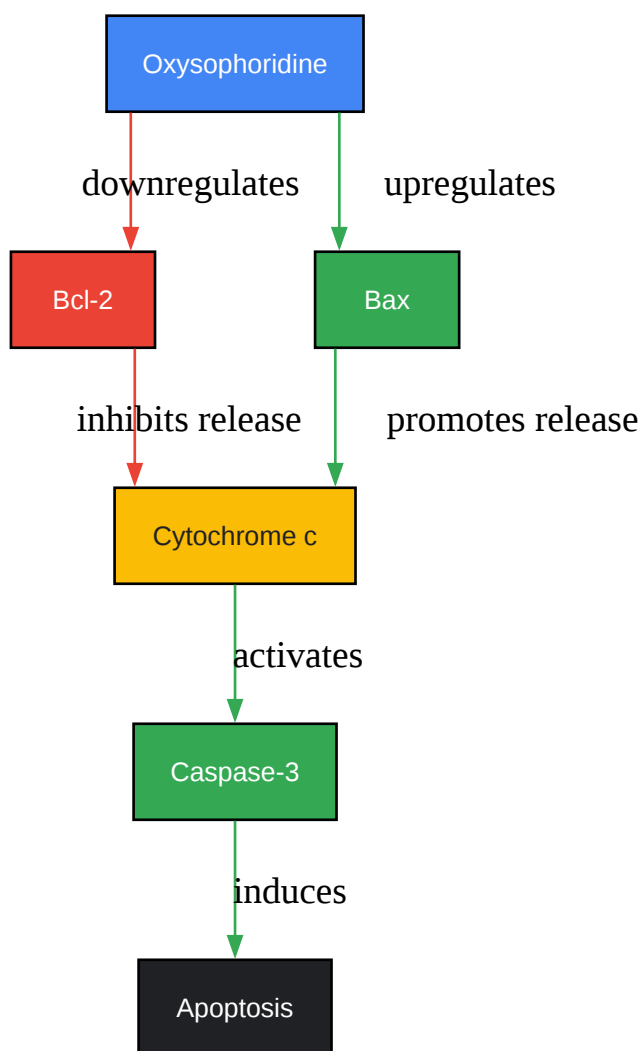 Oxysophoridine
downregulates
upregulates
Bcl-2
Bax
inhibits release
promotes release
Cytochrome c
activates
Caspase-3
induces
Apoptosis